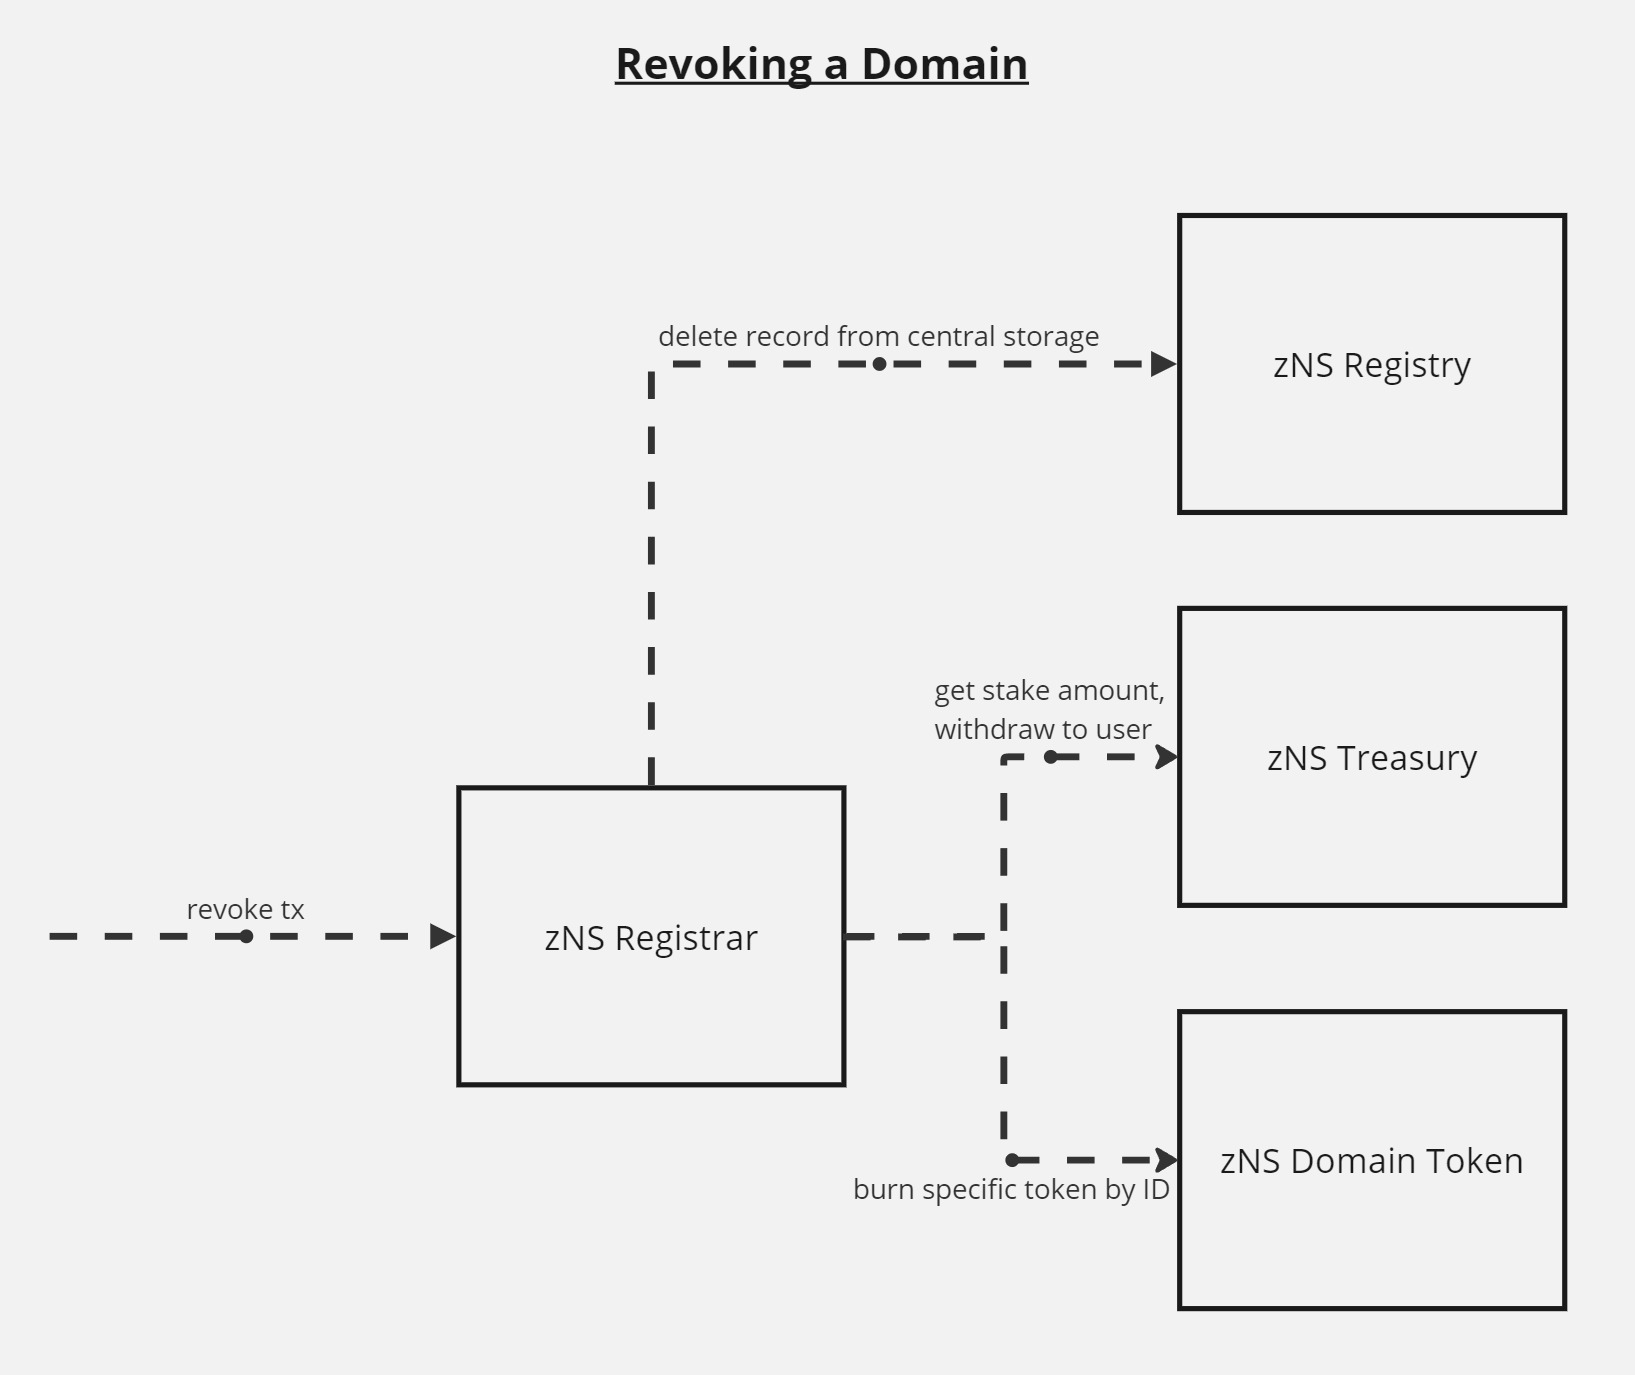 Revoking a Domain
delete record from central storage
zNS Registry
get stake amount,
withdraw to user
zNS Treasury
revoke tx
zNS Registrar
zNS Domain Token
burn specific token by ID